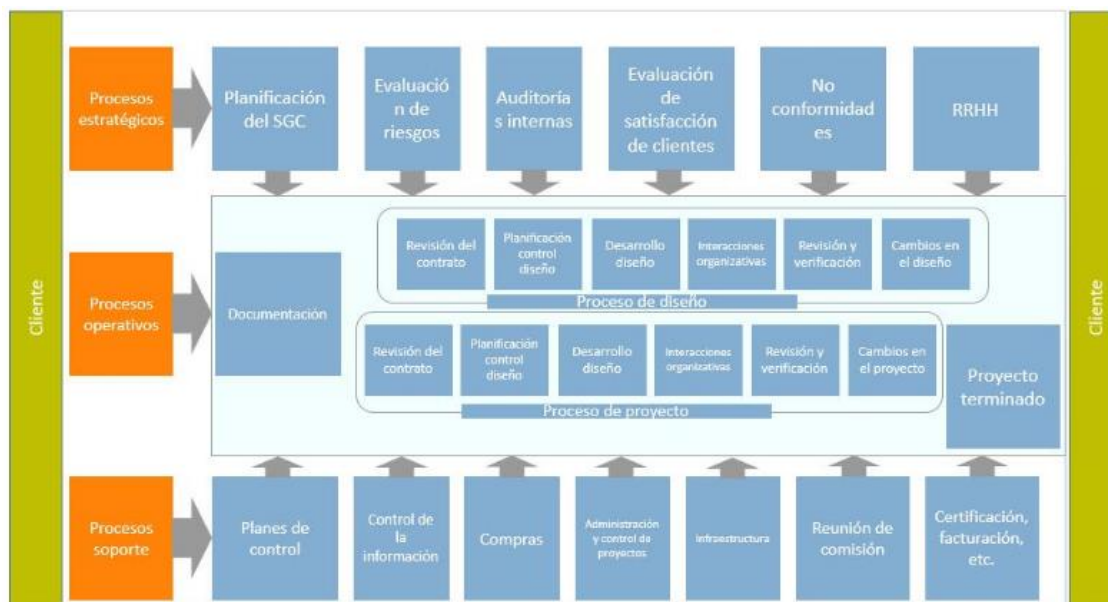 Cliente
Procesos
estratégicos
Planificación
del SGC
Evaluació
n de
riesgos
Auditoría
s internas
Evaluación
de
satisfacción
de clientes
No
conformidad
es
RRHH
Procesos
operativos
Documentación
Revisión del
contrato
Planificación
control
diseño
Desarrollo
diseño
Interacciones
organizativas
Revisión y
verificación
Cambios en
el diseño
Proceso de diseño
Revisión del
contrato
Planificación
control
diseño
Desarrollo
diseño
Interacciones
organizativas
Revisión y
verificación
Cambios en
el proyecto
Proceso de proyecto
Proyecto
terminado
Procesos
soporte
Planes de
control
Control de
la
información
Compras
Administración
y control de
proyectos
Infraestructura
Reunión de
comisión
Certificación,
facturación,
etc.
Cliente